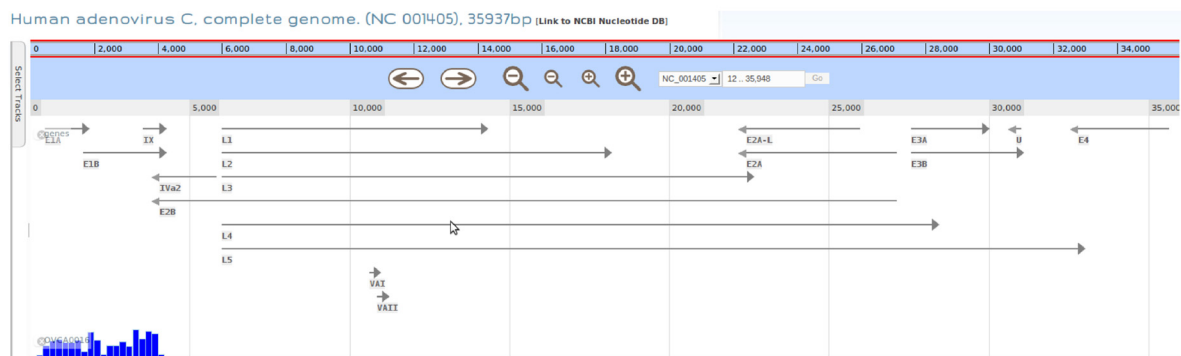 Human adenovirus C, complete genome. (NC 001405), 35937bp [Link to NCBI Nucleotide DB]
Select Tracks
0 2,000 4,000 6,000 8,000 10,000 12,000 14,000 16,000 18,000 20,000 22,000 24,000 26,000 28,000 30,000 32,000 34,000
NC_001405 12 .. 35,948 Go
0 5,000 10,000 15,000 20,000 25,000 30,000 35,000
genes
E1A IX L1 E2A-L E3A U E4
E1B L2 E2A E3B
IVa2 L3
E2B
L4
L5
VAI
VAII